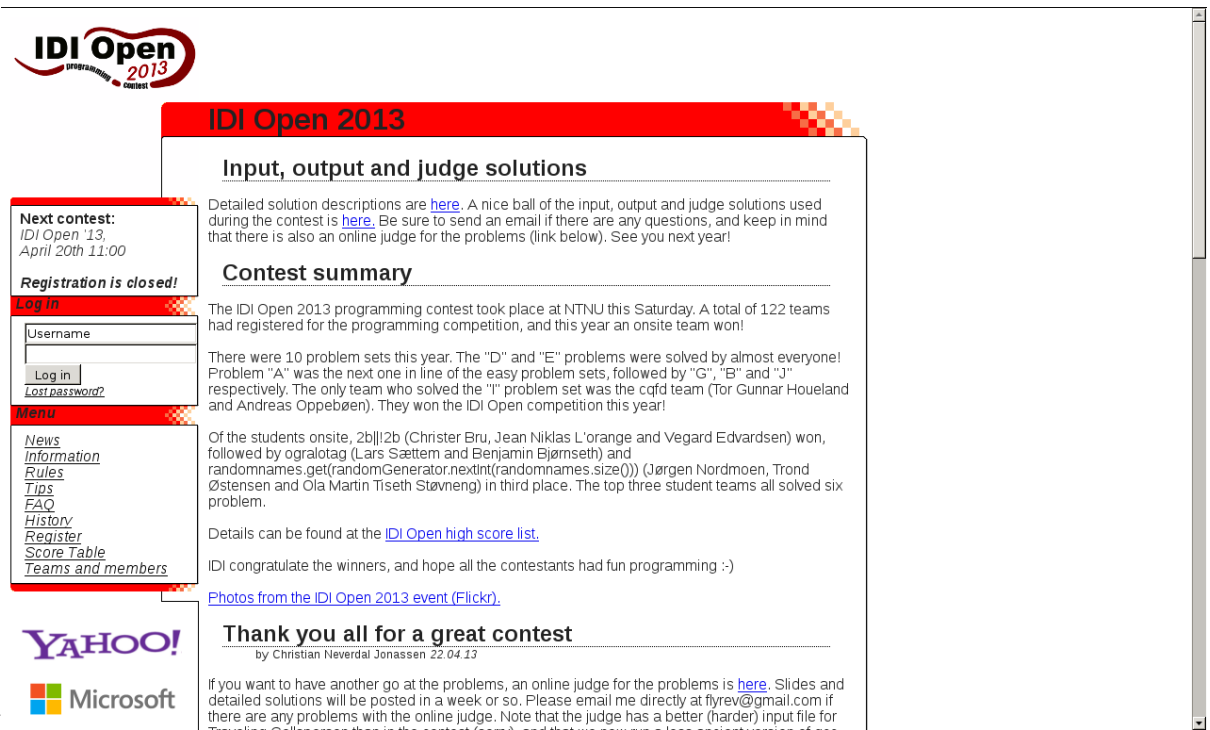 IDI Open
programming
2013
contest
IDI Open 2013
Input, output and judge solutions
Detailed solution descriptions are here. A nice ball of the input, output and judge solutions used
during the contest is here. Be sure to send an email if there are any questions, and keep in mind
that there is also an online judge for the problems (link below). See you next year!
Contest summary
The IDI Open 2013 programming contest took place at NTNU this Saturday. A total of 122 teams
had registered for the programming competition, and this year an onsite team won!
There were 10 problem sets this year. The "D" and "E" problems were solved by almost everyone!
Problem "A" was the next one in line of the easy problem sets, followed by "G", "B" and "J"
respectively. The only team who solved the "I" problem set was the cqfd team (Tor Gunnar Houeland
and Andreas Oppebøen). They won the IDI Open competition this year!
Of the students onsite, 2b||!2b (Christer Bru, Jean Niklas L'orange and Vegard Edvardsen) won,
followed by ogralotag (Lars Sættem and Benjamin Bjørnseth) and
randomnames.get(randomGenerator.nextInt(randomnames.size())) (Jørgen Nordmoen, Trond
Østensen and Ola Martin Tiseth Støvneng) in third place. The top three student teams all solved six
problem.
Details can be found at the IDI Open high score list.
IDI congratulate the winners, and hope all the contestants had fun programming :-)
Photos from the IDI Open 2013 event (Flickr).
Thank you all for a great contest
by Christian Neverdal Jonassen 22.04.13
If you want to have another go at the problems, an online judge for the problems is here. Slides and
detailed solutions will be posted in a week or so. Please email me directly at flyrev@gmail.com if
there are any problems with the online judge. Note that the judge has a better (harder) input file for
Next contest:
IDI Open '13,
April 20th 11:00
Registration is closed!
Log in
Username
Log in
Lost password?
Menu
News
Information
Rules
Tips
FAQ
History
Register
Score Table
Teams and members
YAHOO!
Microsoft